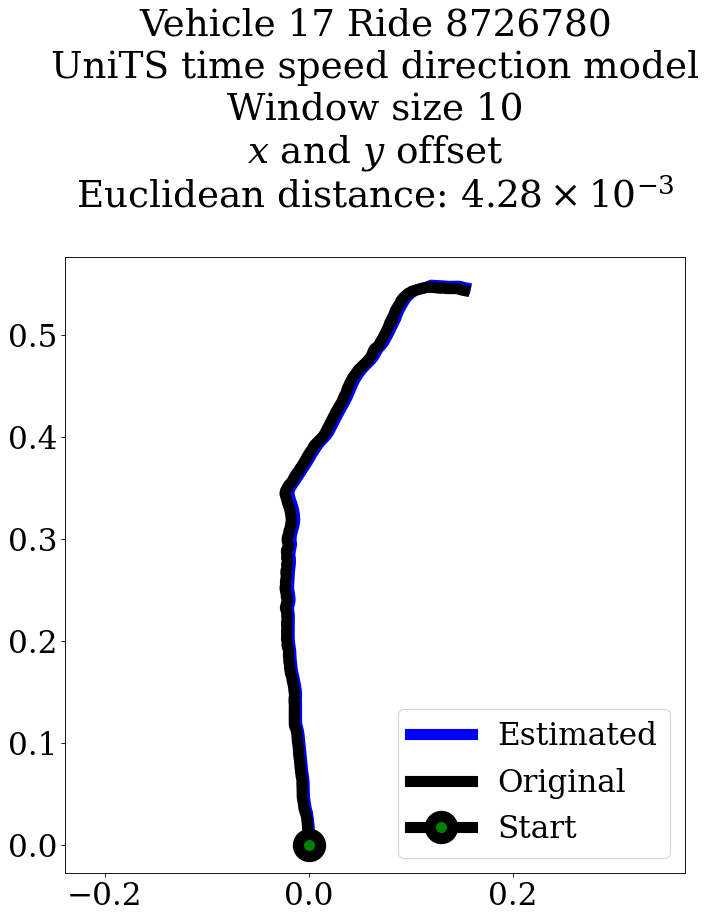 Vehicle 17 Ride 8726780
UniTS time speed direction model
Window size 10
x and y offset
Euclidean distance: 4.28 × 10⁻³
0.5
0.4
0.3
0.2
0.1
0.0
−0.2
0.0
0.2
Estimated
Original
Start